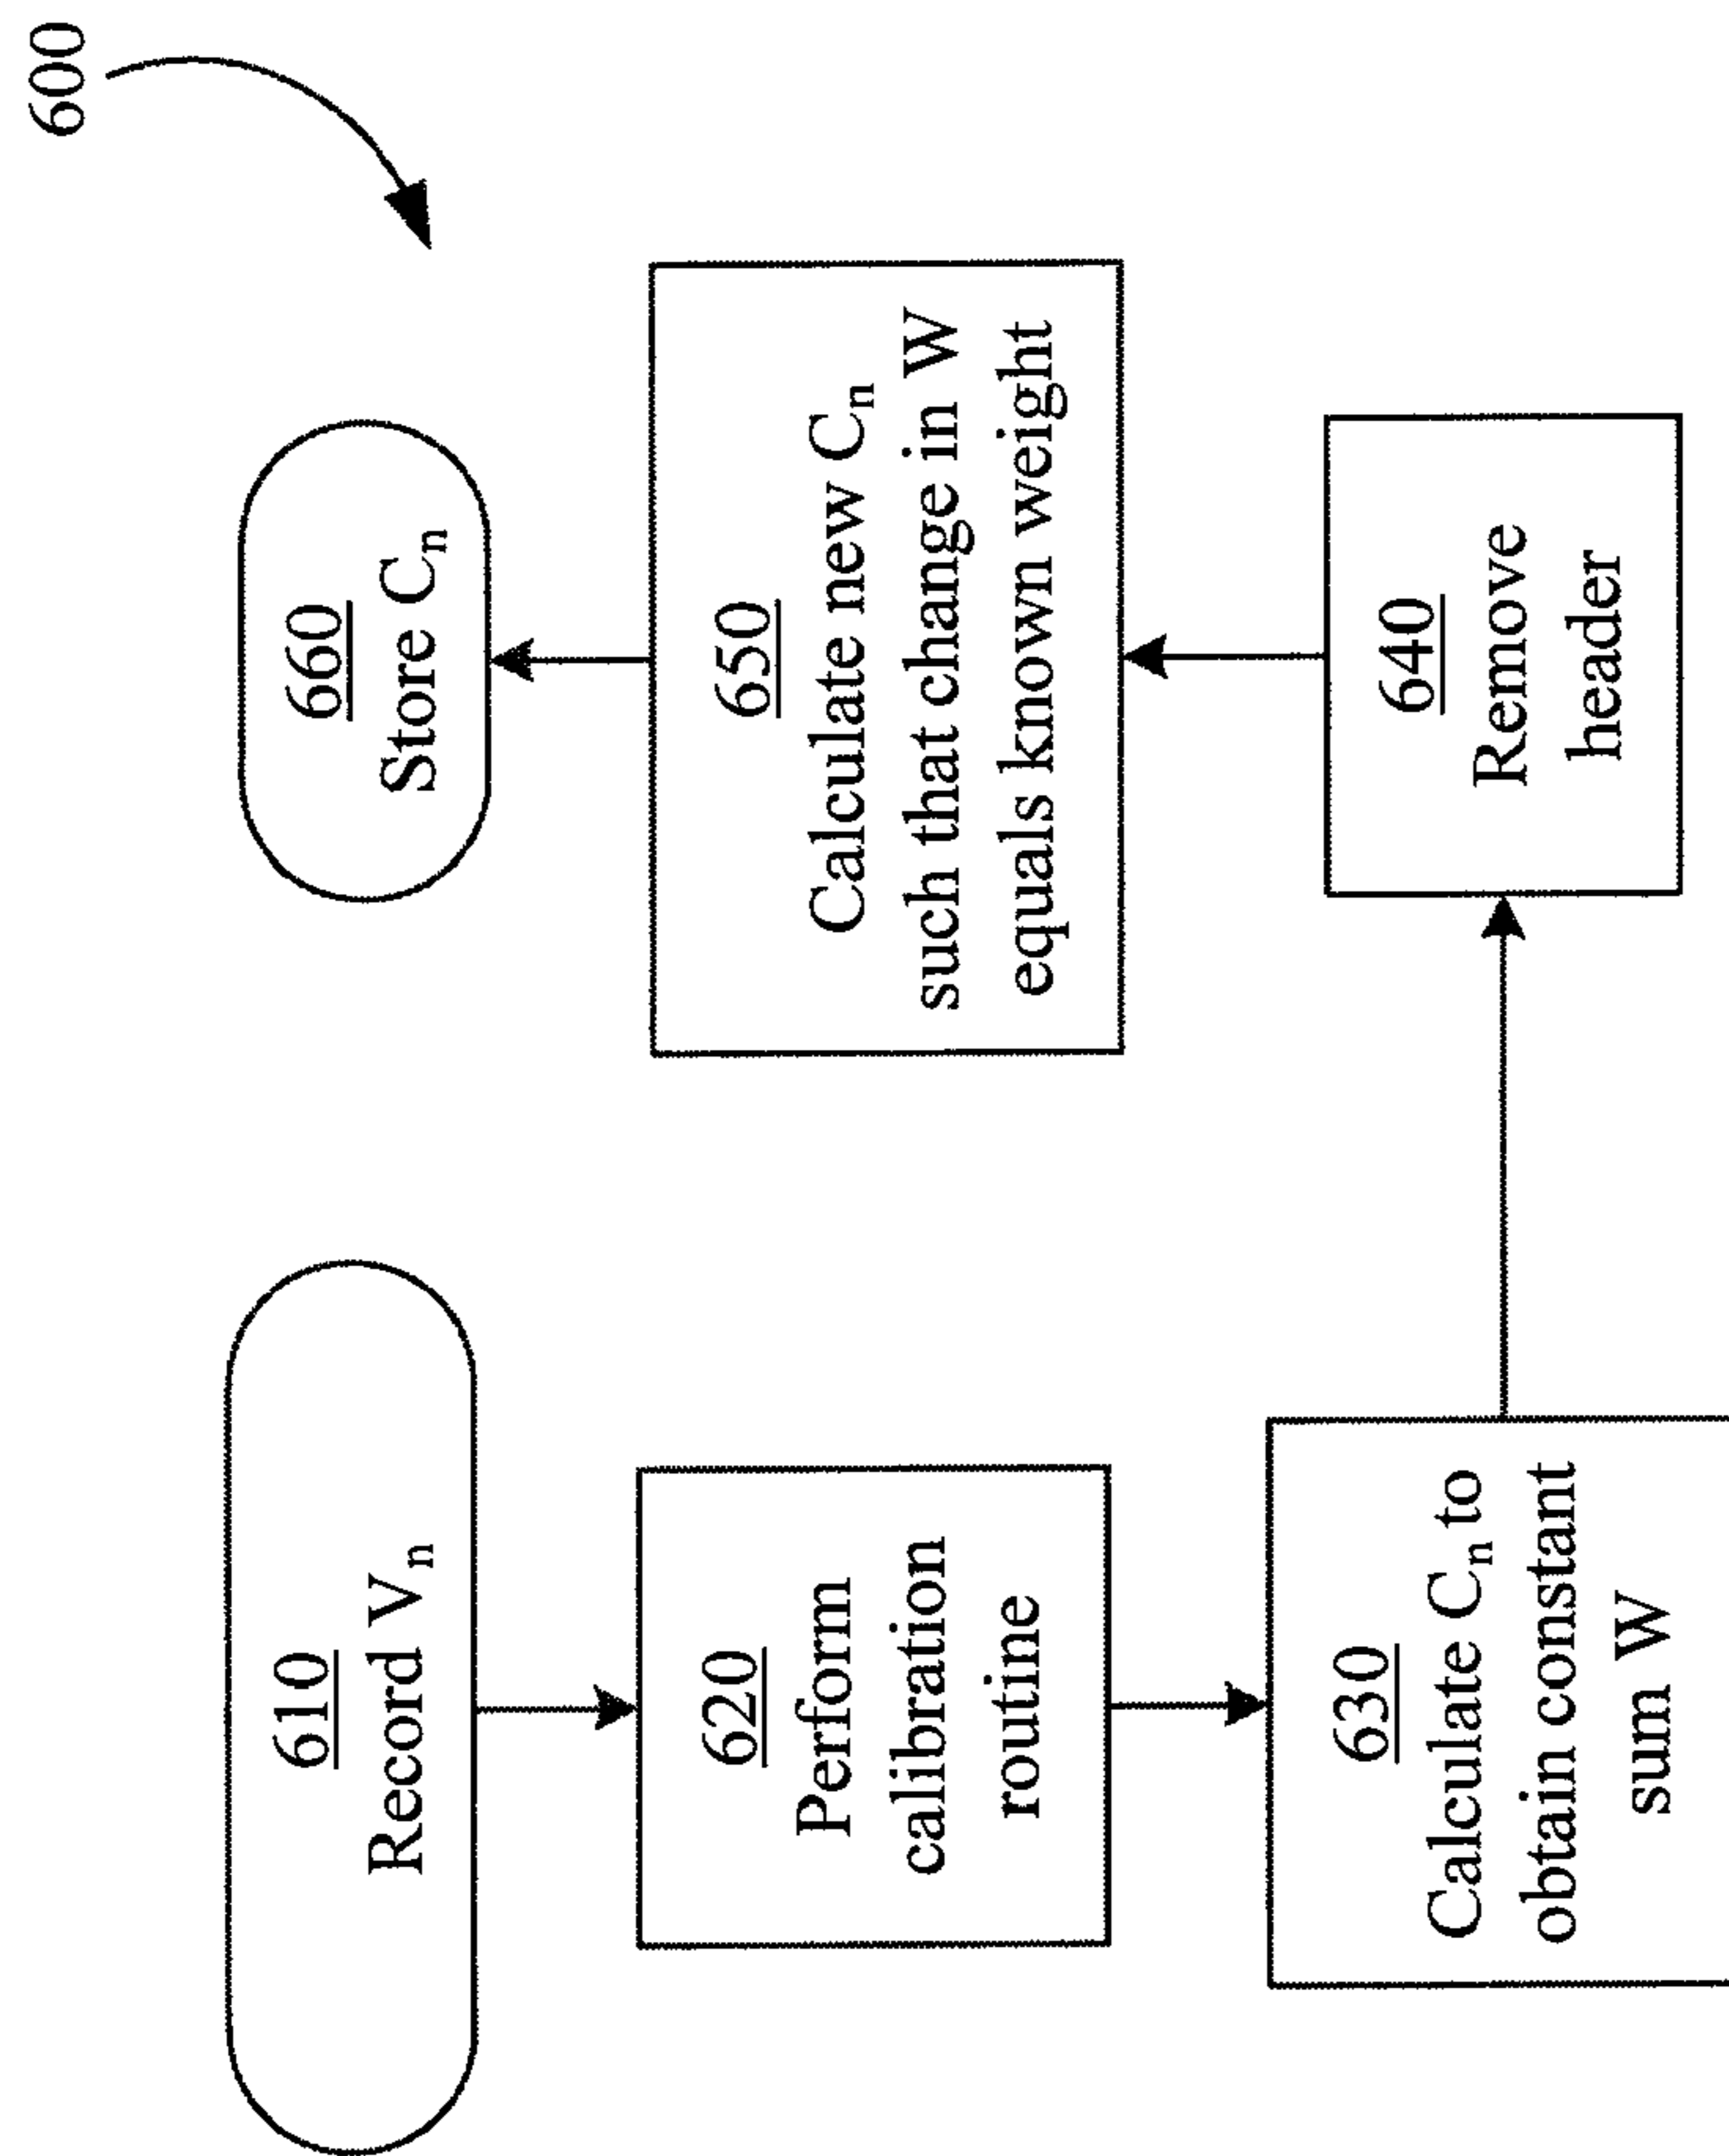 600
610
Record Vn
620
Perform
calibration
routine
630
Calculate Cn to
obtain constant
sum W
640
Remove
header
650
Calculate new Cn
such that change in W
equals known weight
660
Store Cn